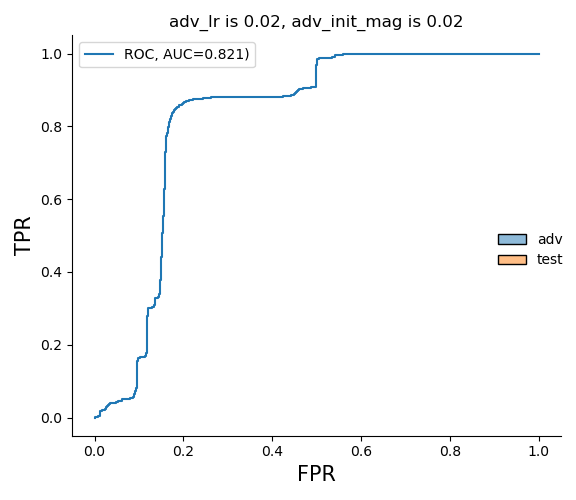 adv_lr is 0.02, adv_init_mag is 0.02
ROC, AUC=0.821)
1.0
0.8
0.6
0.4
0.2
0.0
TPR
adv
test
0.0 0.2 0.4 0.6 0.8 1.0
FPR